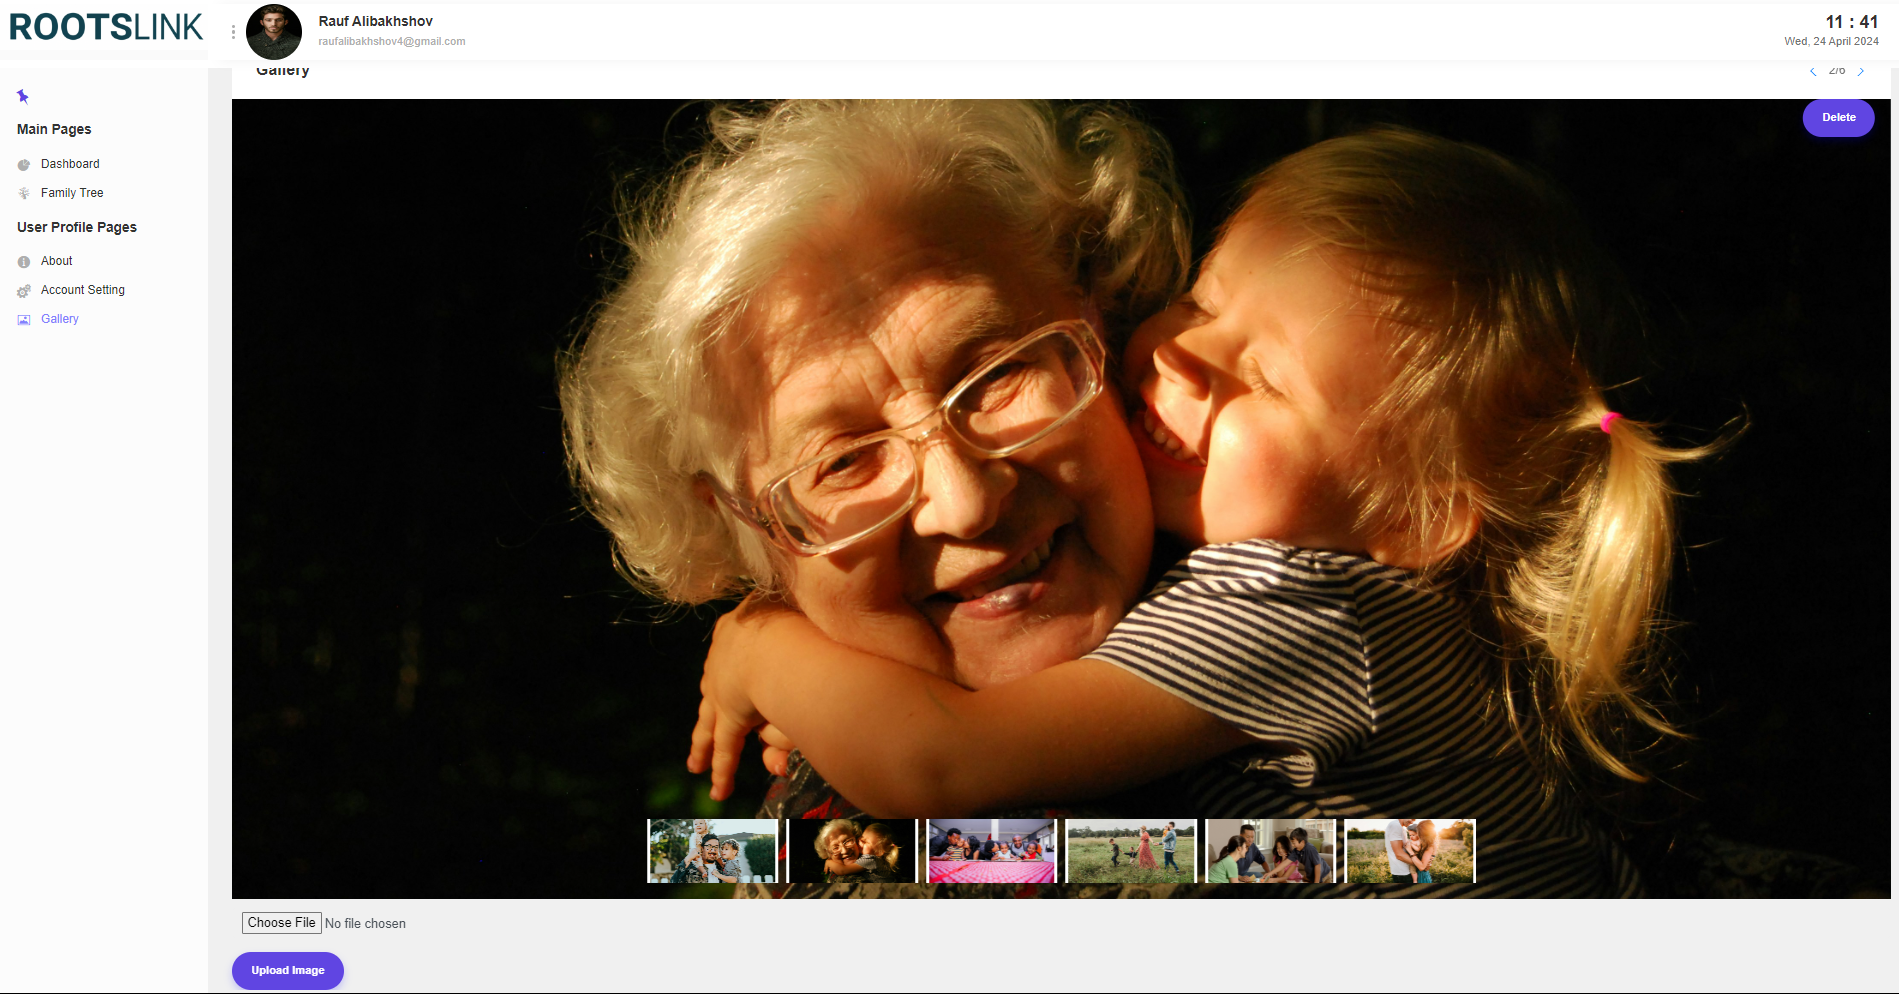 ROOTSLINK
Rauf Alibakhshov
raufalibakhshov4@gmail.com
11 : 41
Wed, 24 April 2024
Main Pages
Dashboard
Family Tree
User Profile Pages
About
Account Setting
Gallery
Gallery
2/6
Delete
Choose File No file chosen
Upload Image